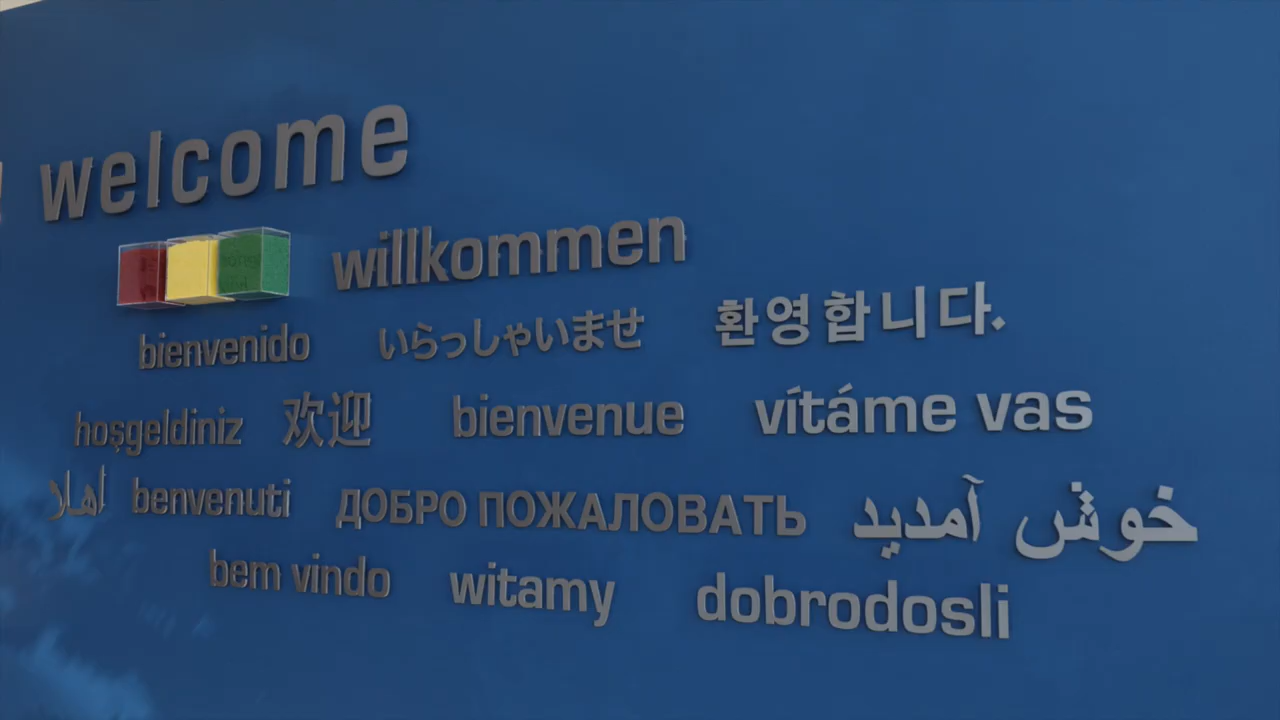 welcome
willkommen
bienvenido いらっしゃいませ 환영합니다.
hoşgeldiniz 欢迎 bienvenue vítáme vas
أهلا benvenuti ДОБРО ПОЖАЛОВАТЬ خوش آمدید
bem vindo witamy dobrodosli